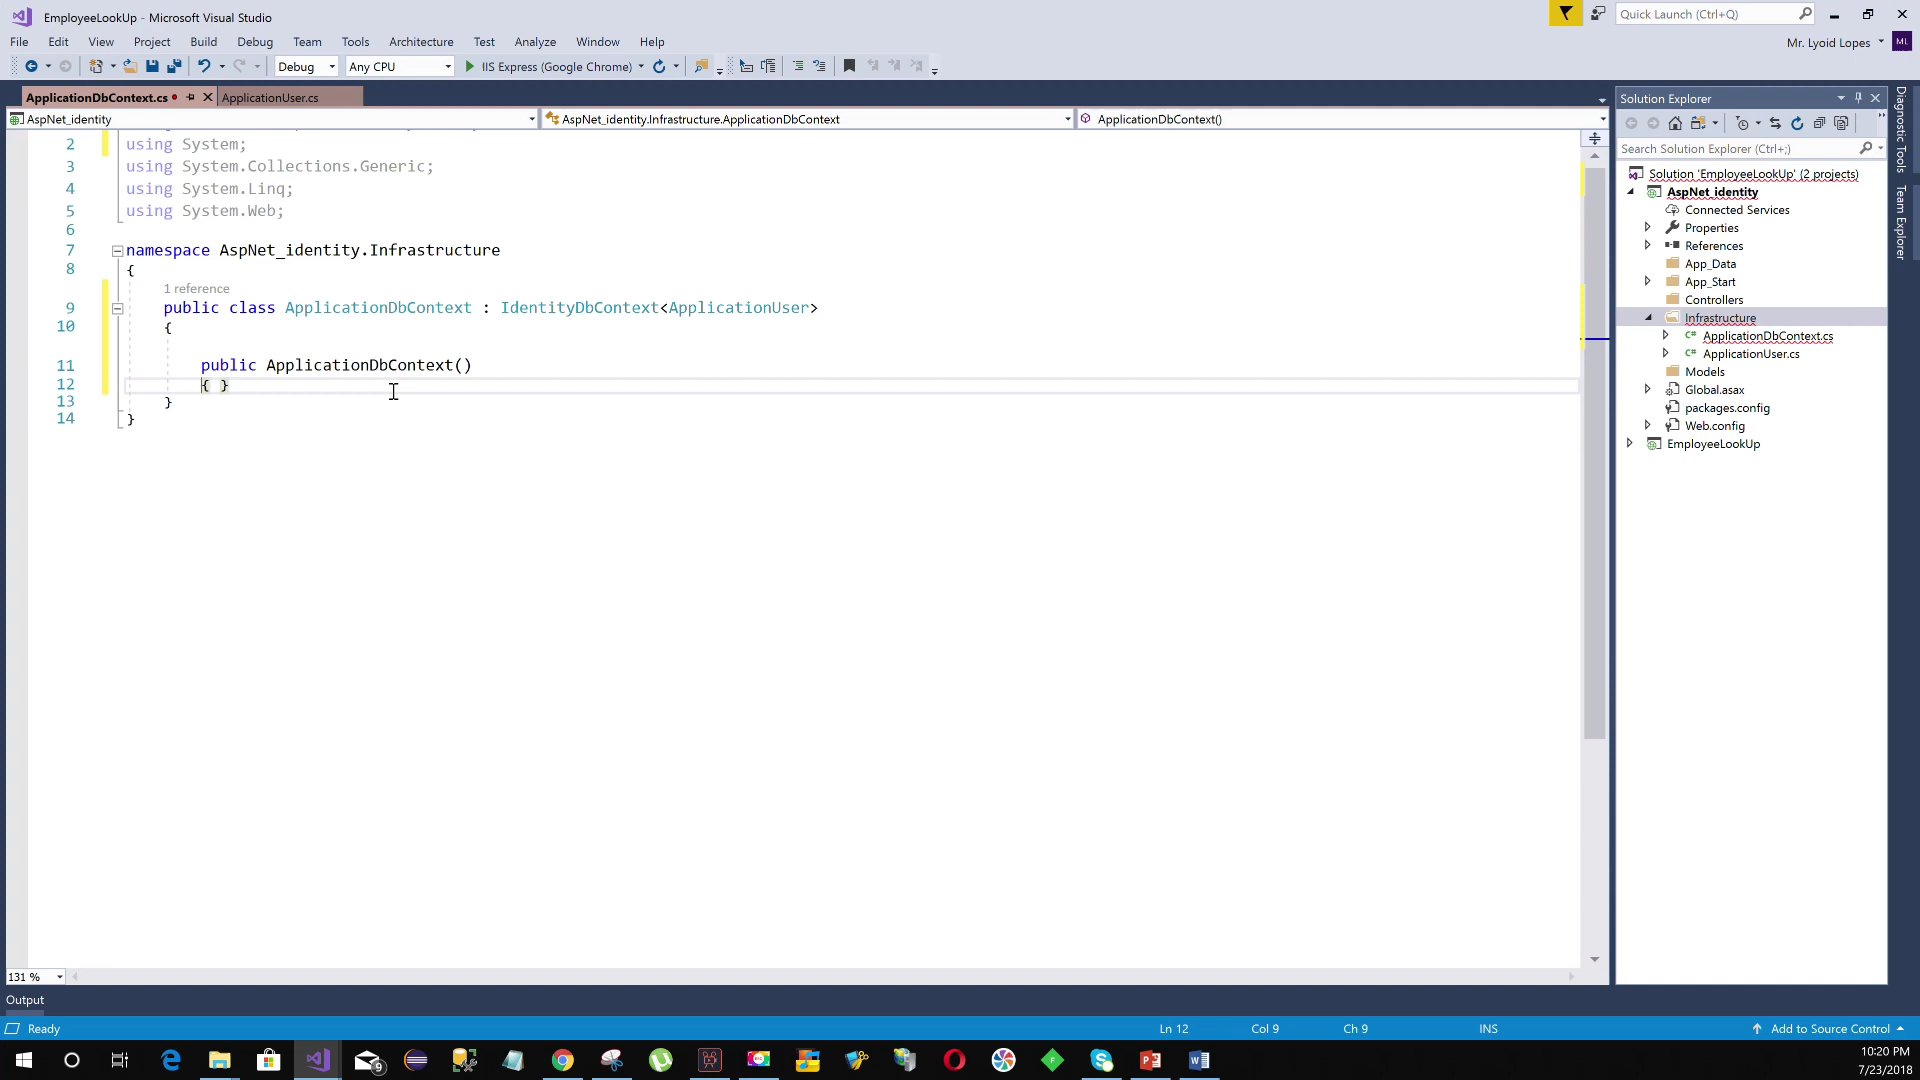 EmployeeLookUp - Microsoft Visual Studio
Quick Launch (Ctrl+Q)
File Edit View Project Build Debug Team Tools Architecture Test Analyze Window Help
Mr. Lyoid Lopes ML
Debug Any CPU IIS Express (Google Chrome)
ApplicationDbContext.cs ApplicationUser.cs
AspNet_identity AspNet_identity.Infrastructure.ApplicationDbContext ApplicationDbContext()
2 using System;
3 using System.Collections.Generic;
4 using System.Linq;
5 using System.Web;
6
7 namespace AspNet_identity.Infrastructure
8 {
1 reference
9 public class ApplicationDbContext : IdentityDbContext<ApplicationUser>
10 {
11 public ApplicationDbContext()
12 { }
13 }
14 }
131 %
Output
Ready Ln 12 Col 9 Ch 9 INS Add to Source Control
Solution Explorer
Search Solution Explorer (Ctrl+;)
Solution 'EmployeeLookUp' (2 projects)
AspNet_identity
Connected Services
Properties
References
App_Data
App_Start
Controllers
Infrastructure
C# ApplicationDbContext.cs
C# ApplicationUser.cs
Models
Global.asax
packages.config
Web.config
EmployeeLookUp
Diagnostic Tools
Team Explorer
9
10:20 PM
7/23/2018